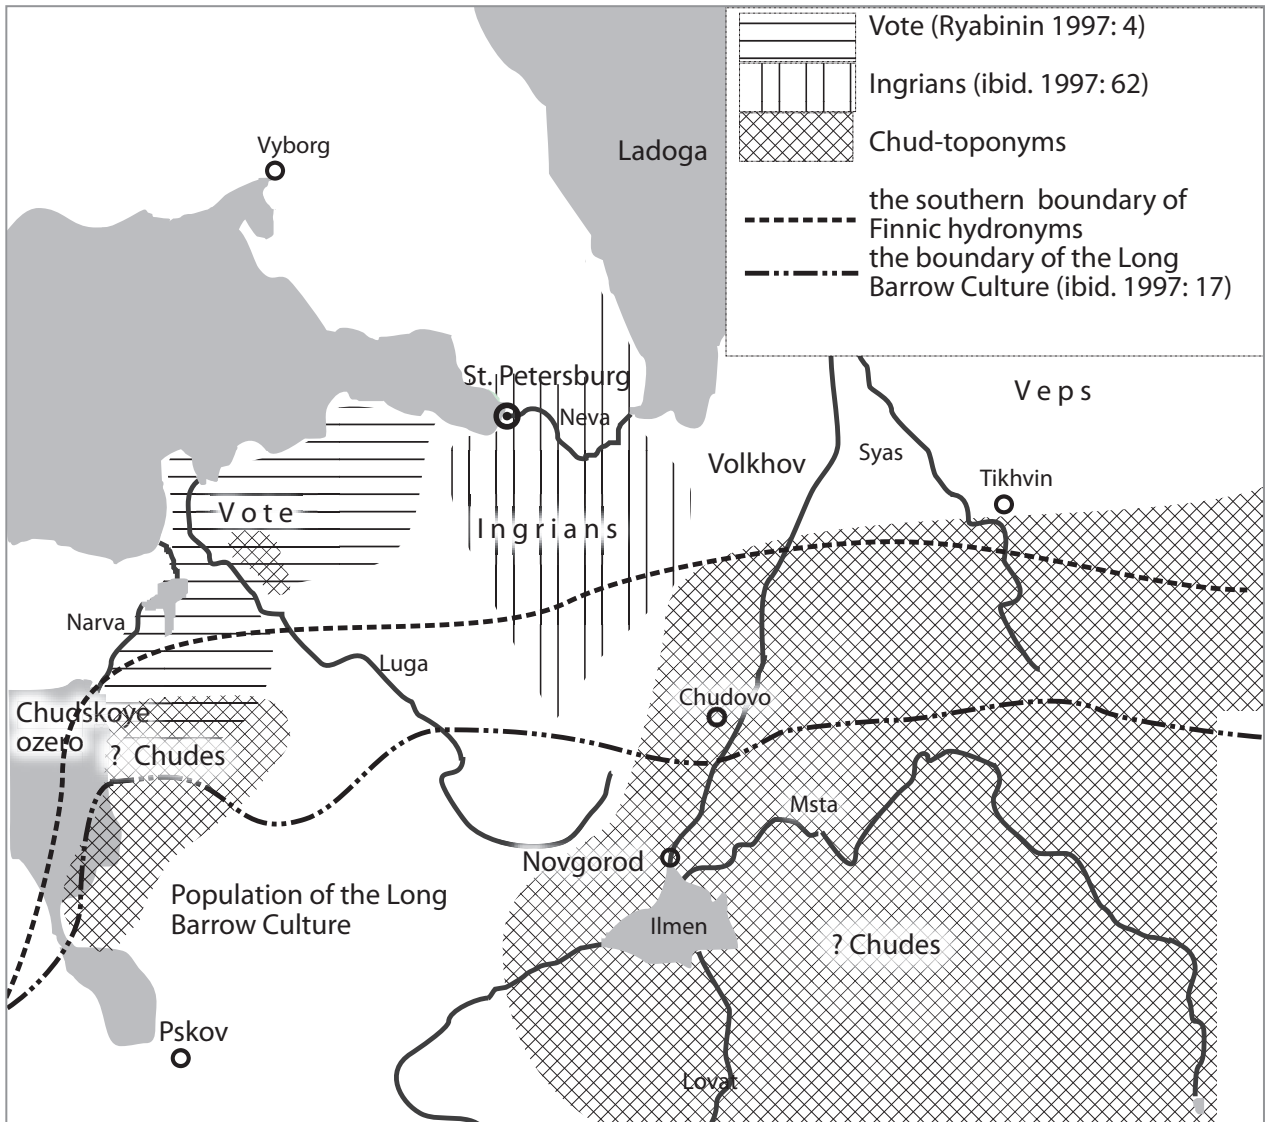 Vote (Ryabinin 1997: 4)
Ingrians (ibid. 1997: 62)
Chud-toponyms
the southern boundary of
Finnic hydronyms
the boundary of the Long
Barrow Culture (ibid. 1997: 17)
Vyborg
Ladoga
St. Petersburg
Neva
Veps
Volkhov
Syas
Tikhvin
Vote
Ingrians
Narva
Luga
Chudskoye
ozero
? Chudes
Chudovo
Msta
Novgorod
Population of the Long
Barrow Culture
Ilmen
? Chudes
Pskov
Lovat